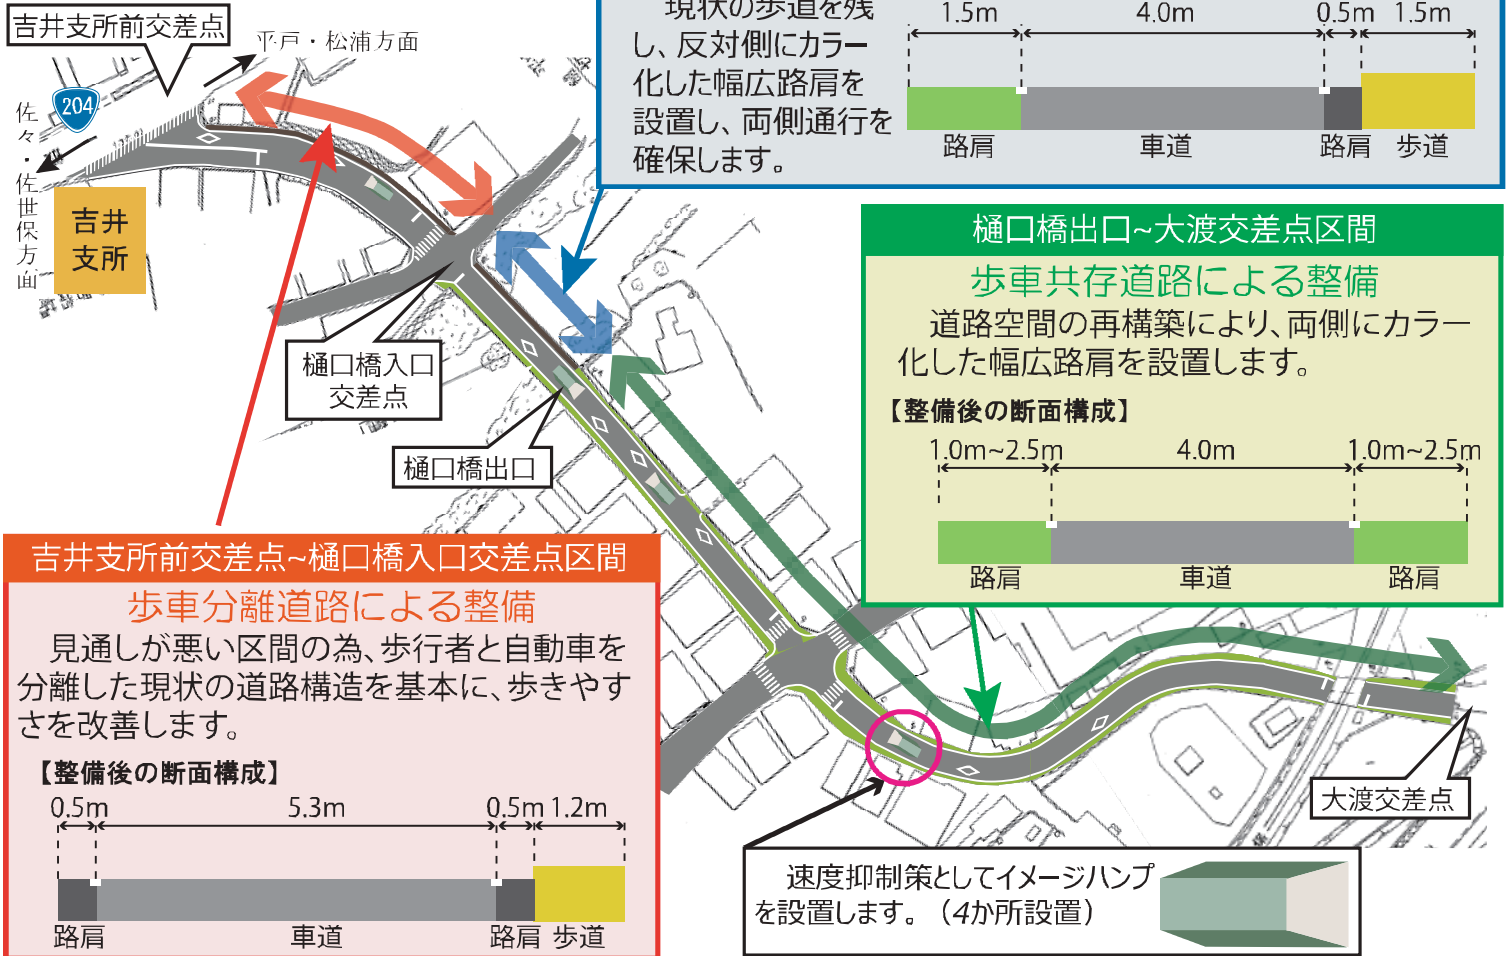 吉井支所前交差点
平戸・松浦方面
204
佐々・佐世保方面
吉井
支所
現状の歩道を残
し、反対側にカラー
化した幅広路肩を
設置し、両側通行を
確保します。
1.5m 4.0m 0.5m 1.5m
路肩 車道 路肩 歩道
樋口橋出口~大渡交差点区間
歩車共存道路による整備
道路空間の再構築により、両側にカラー
化した幅広路肩を設置します。
【整備後の断面構成】
1.0m~2.5m 4.0m 1.0m~2.5m
路肩 車道 路肩
樋口橋入口
交差点
樋口橋出口
吉井支所前交差点~樋口橋入口交差点区間
歩車分離道路による整備
見通しが悪い区間の為、歩行者と自動車を
分離した現状の道路構造を基本に、歩きやす
さを改善します。
【整備後の断面構成】
0.5m 5.3m 0.5m 1.2m
路肩 車道 路肩 歩道
大渡交差点
速度抑制策としてイメージハンプ
を設置します。（4か所設置）